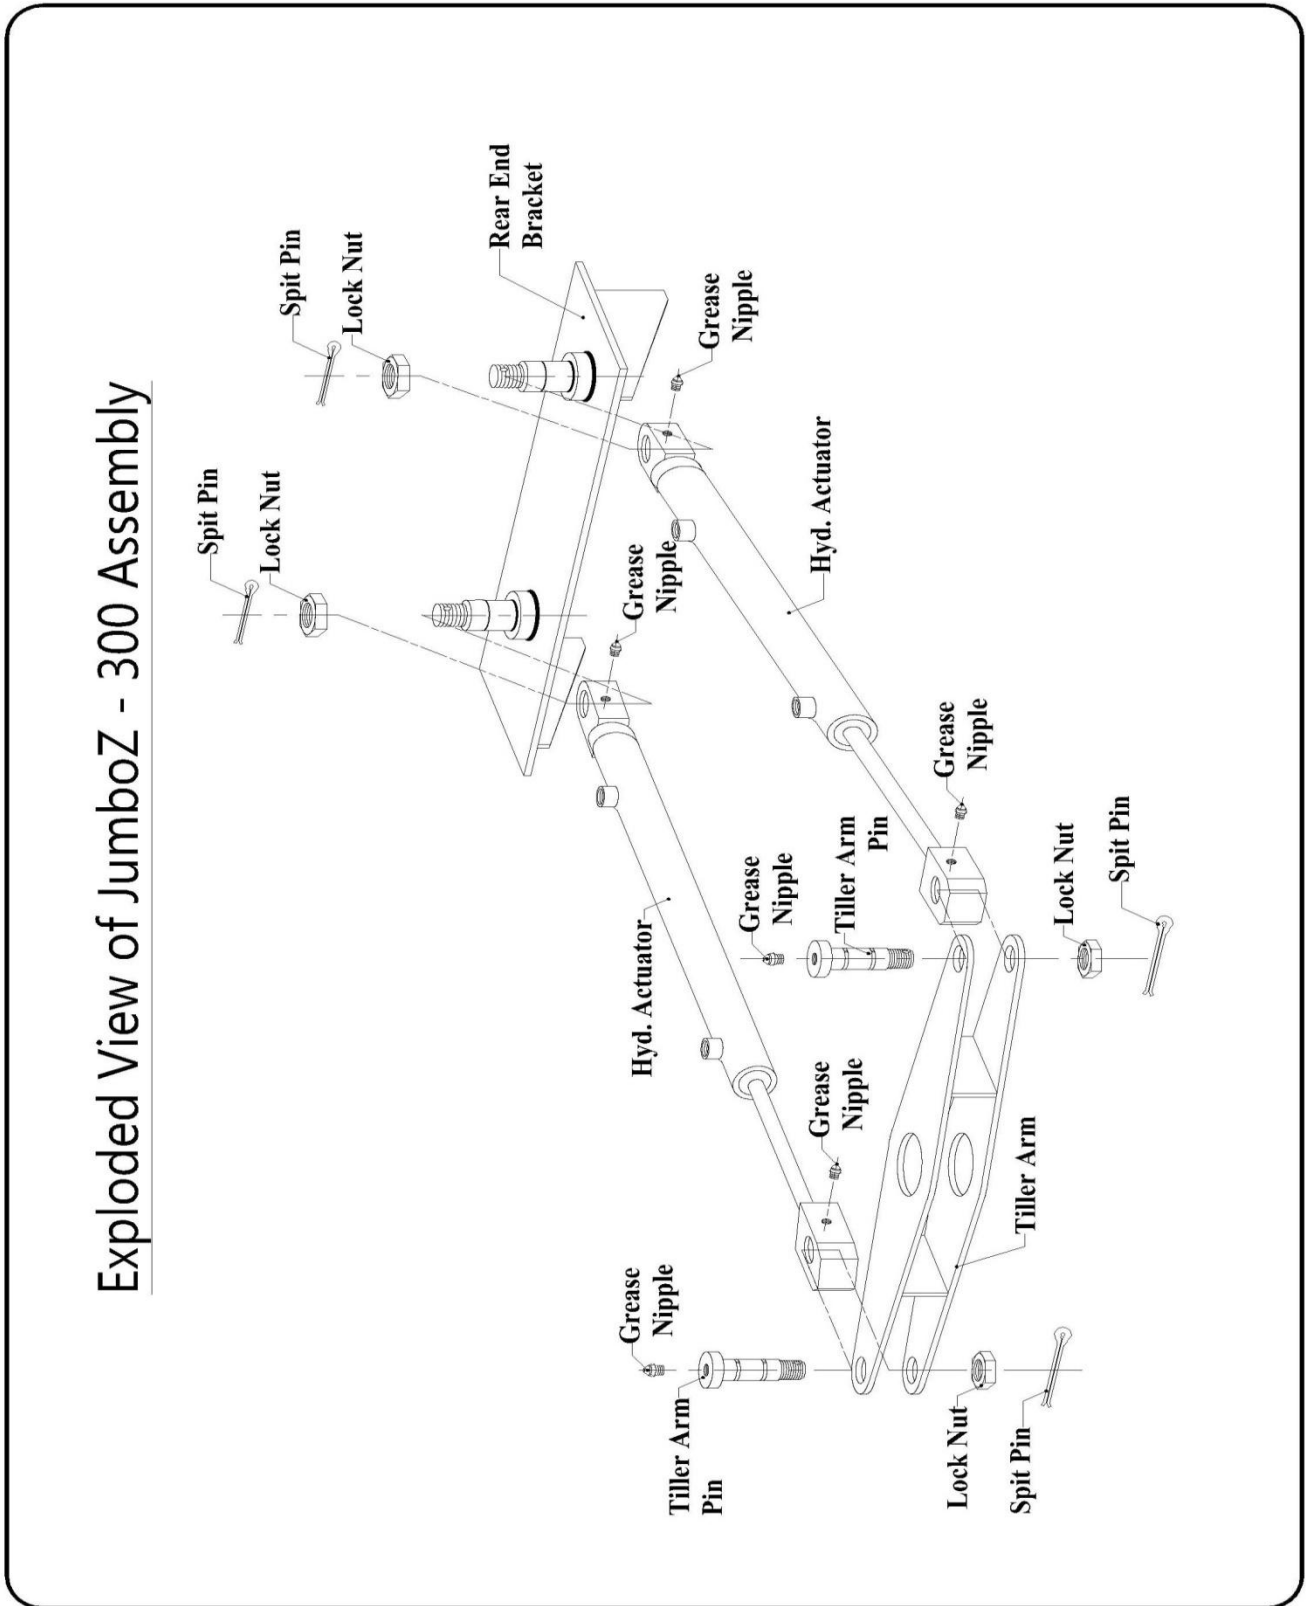 Exploded View of JumboZ - 300 Assembly
Spit Pin
Lock Nut
Spit Pin
Lock Nut
Rear End
Bracket
Grease
Nipple
Grease
Nipple
Hyd. Actuator
Tiller Arm
Pin
Grease
Nipple
Grease
Nipple
Grease
Nipple
Hyd. Actuator
Tiller Arm
Pin
Grease
Nipple
Lock Nut
Spit Pin
Tiller Arm
Lock Nut
Spit Pin